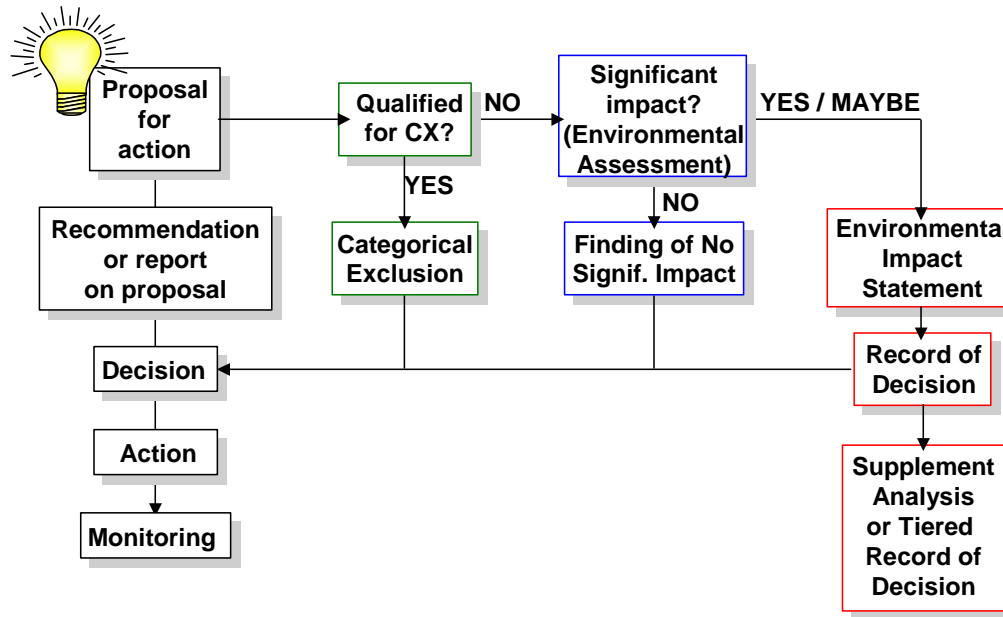 Proposal
for
action
Qualified
for CX?
NO
Significant
impact?
(Environmental
Assessment)
YES / MAYBE
YES
NO
Recommendation
or report
on proposal
Categorical
Exclusion
Finding of No
Signif. Impact
Environmental
Impact
Statement
Decision
Record of
Decision
Action
Monitoring
Supplement
Analysis
or Tiered
Record of
Decision